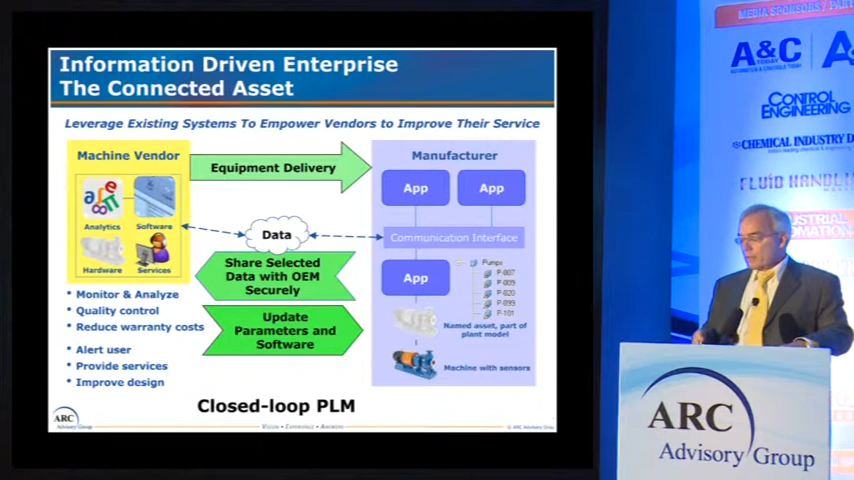 Information Driven Enterprise
The Connected Asset
Leverage Existing Systems To Empower Vendors to Improve Their Service
Machine Vendor
Analytics
Software
Hardware
Services
Equipment Delivery
Data
Share Selected
Data with OEM
Securely
Update
Parameters and
Software
Manufacturer
App
App
Communication Interface
App
Pumps
P-007
P-009
P-020
P-099
P-101
Named asset, part of
plant model
Machine with sensors
• Monitor & Analyze
• Quality control
• Reduce warranty costs
• Alert user
• Provide services
• Improve design
Closed-loop PLM
ARC
Advisory Group
MEDIA SPONSORS /
A&C
TODAY
A
CONTROL
ENGINEERING
CHEMICAL INDUSTRY D
FLUID HANDLI
ARC
Advisory Group